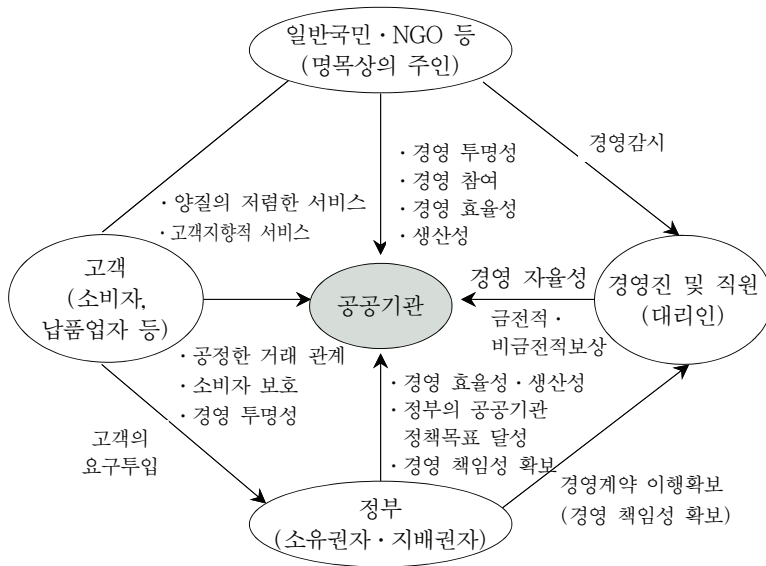 일반국민·NGO 등
(명목상의 주인)
경영감시
· 경영 투명성
· 경영 참여
· 경영 효율성
· 생산성
· 양질의 저렴한 서비스
· 고객지향적 서비스
고객
(소비자,
납품업자 등)
공공기관
경영 자율성
금전적·
비금전적보상
경영진 및 직원
(대리인)
· 공정한 거래 관계
· 소비자 보호
· 경영 투명성
· 경영 효율성·생산성
· 정부의 공공기관
정책목표 달성
· 경영 책임성 확보
고객의
요구투입
경영계약 이행확보
(경영 책임성 확보)
정부
(소유권자·지배권자)